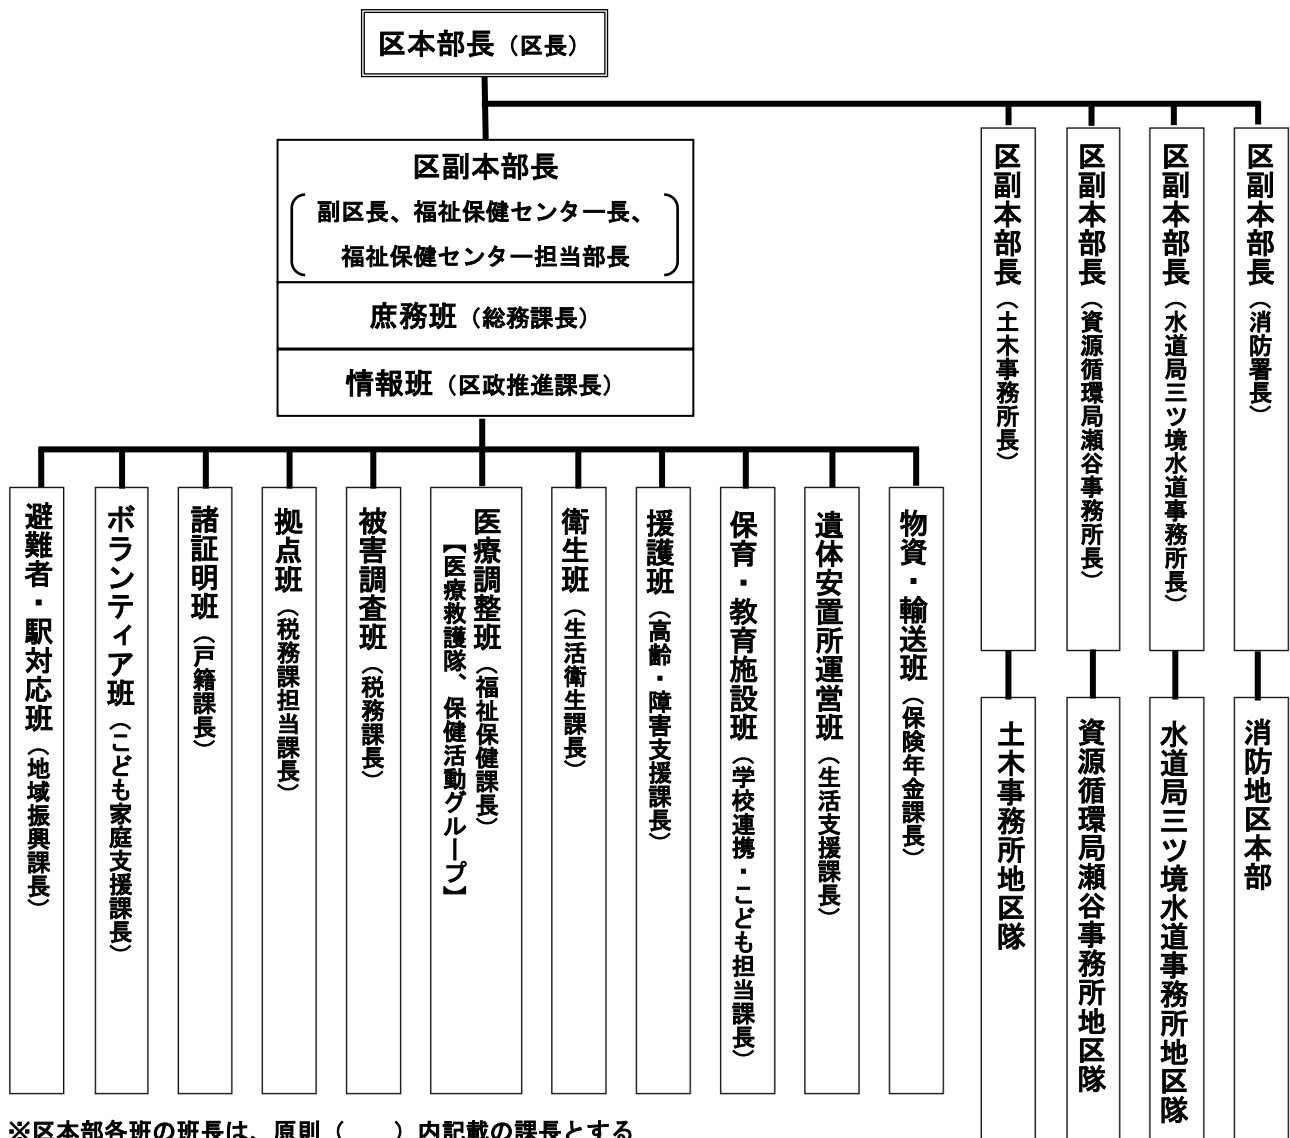 区本部長（区長）
区副本部長
副区長、福祉保健センター長、
福祉保健センター担当部長
庶務班（総務課長）
情報班（区政推進課長）
区副本部長（土木事務所長）
区副本部長（資源循環局瀬谷事務所長）
区副本部長（水道局三ツ境水道事務所長）
区副本部長（消防署長）
避難者・駅対応班（地域振興課長）
ボランティア班（こども家庭支援課長）
諸証明班（戸籍課長）
拠点班（税務課担当課長）
被害調査班（税務課長）
医療調整班（福祉保健課長）
【医療救護隊、保健活動グループ】
衛生班（生活衛生課長）
援護班（高齢・障害支援課長）
保育・教育施設班（学校連携・こども担当課長）
遺体安置所運営班（生活支援課長）
物資・輸送班（保険年金課長）
土木事務所地区隊
資源循環局瀬谷事務所地区隊
水道局三ツ境水道事務所地区隊
消防地区本部
※区本部各班の班長は、原則（　　）内記載の課長とする